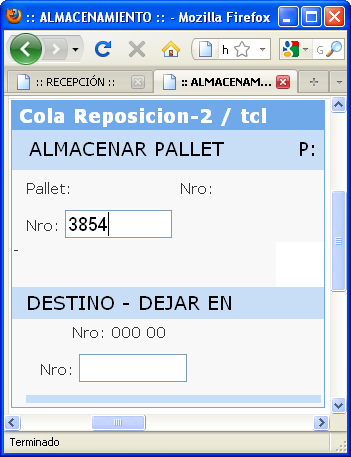 :: ALMACENAMIENTO :: - Mozilla Firefox
h
G
:: RECEPCIÓN ::
:: ALMACENAM...
Cola Reposicion-2 / tcl
ALMACENAR PALLET P:
Pallet: Nro:
Nro: 3854
-
DESTINO - DEJAR EN
Nro: 000 00
Nro:
Terminado